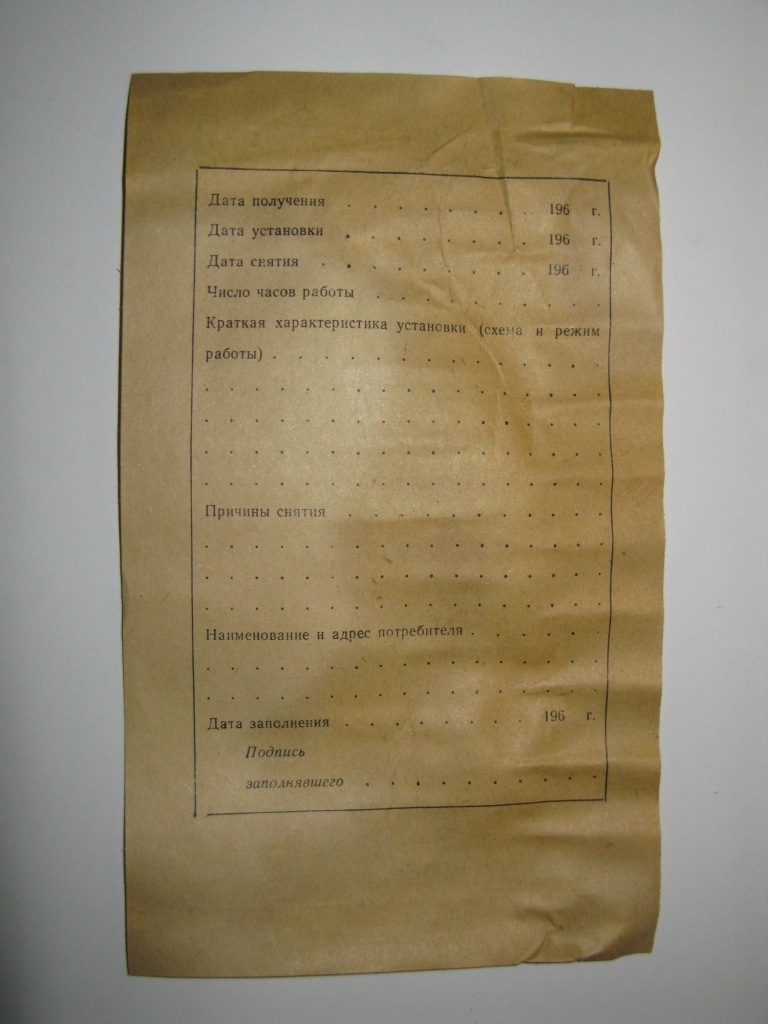 Дата получения . . . . . . . . 196 г.
Дата установки . . . . . . . . 196 г.
Дата снятия . . . . . . . . . 196 г.
Число часов работы . . . . . . . . .
Краткая характеристика установки (схема и режим
работы) . . . . . . . . . . . . .
. . . . . . . . . . . . . . . .
. . . . . . . . . . . . . . . .
. . . . . . . . . . . . . . . .
. . . . . . . . . . . . . . . .
Причины снятия . . . . . . . . . . .
. . . . . . . . . . . . . . . .
. . . . . . . . . . . . . . . .
. . . . . . . . . . . . . . . .
Наименование и адрес потребителя . . . . . .
. . . . . . . . . . . . . . . .
. . . . . . . . . . . . . . . .
Дата заполнения . . . . . . . . 196 г.
Подпись
заполнявшего . . . . . . . . . .